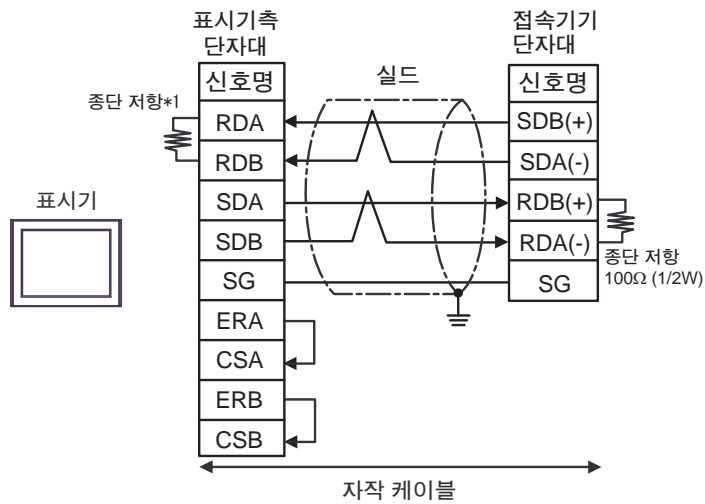 표시기측
단자대
접속기기
단자대
신호명
실드
신호명
종단 저항*1
RDA
SDB(+)
RDB
SDA(-)
표시기
SDA
RDB(+)
SDB
RDA(-)
종단 저항
100Ω (1/2W)
SG
SG
ERA
CSA
ERB
CSB
자작 케이블